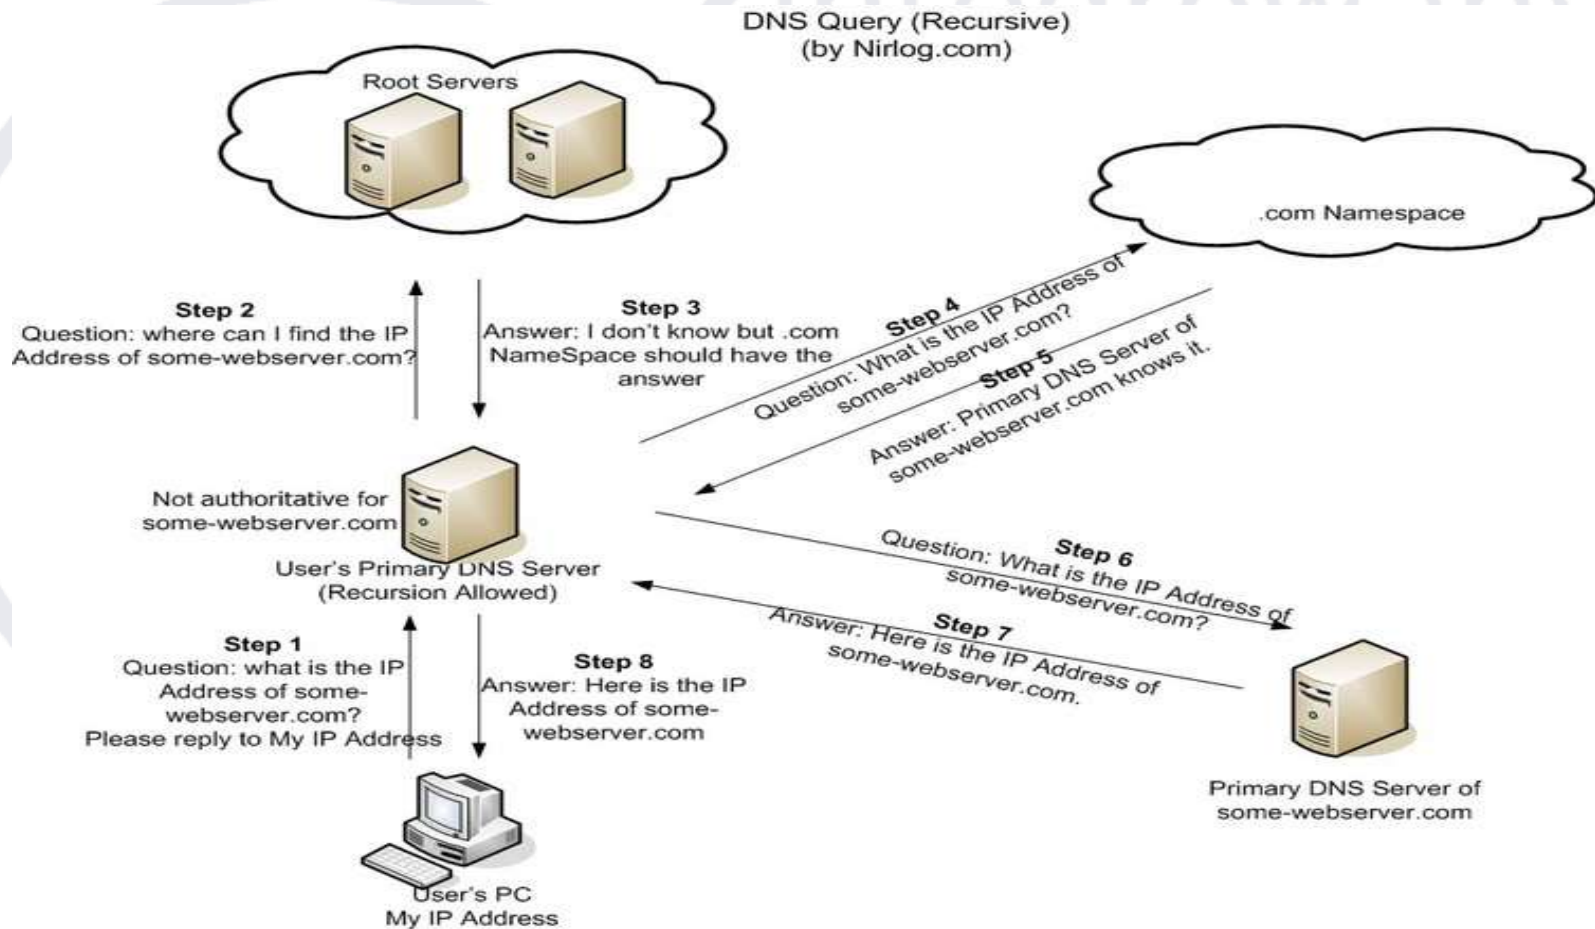 DNS Query (Recursive)
(by Nirlog.com)
Root Servers
.com Namespace
Step 2
Question: where can I find the IP
Address of some-webserver.com?
Step 3
Answer: I don't know but .com
NameSpace should have the
answer
Step 4
Question: What is the IP Address of
some-webserver.com?
Step 5
Answer: Primary DNS Server of
some-webserver.com knows it.
Not authoritative for
some-webserver.com
User's Primary DNS Server
(Recursion Allowed)
Step 6
Question: What is the IP Address of
some-webserver.com?
Step 7
Answer: Here is the IP Address of
some-webserver.com.
Step 1
Question: what is the IP
Address of some-
webserver.com?
Please reply to My IP Address
Step 8
Answer: Here is the IP
Address of some-
webserver.com
Primary DNS Server of
some-webserver.com
User's PC
My IP Address